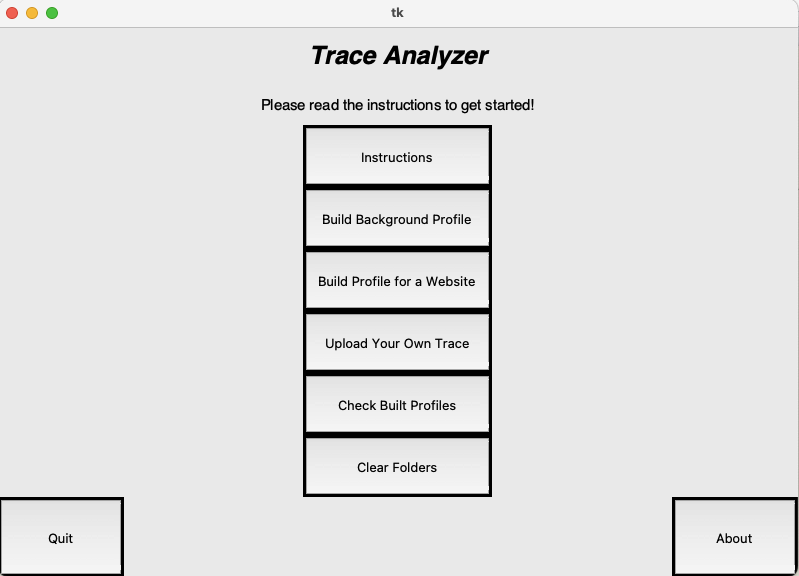 tk
Trace Analyzer
Please read the instructions to get started!
Instructions
Build Background Profile
Build Profile for a Website
Upload Your Own Trace
Check Built Profiles
Clear Folders
Quit
About